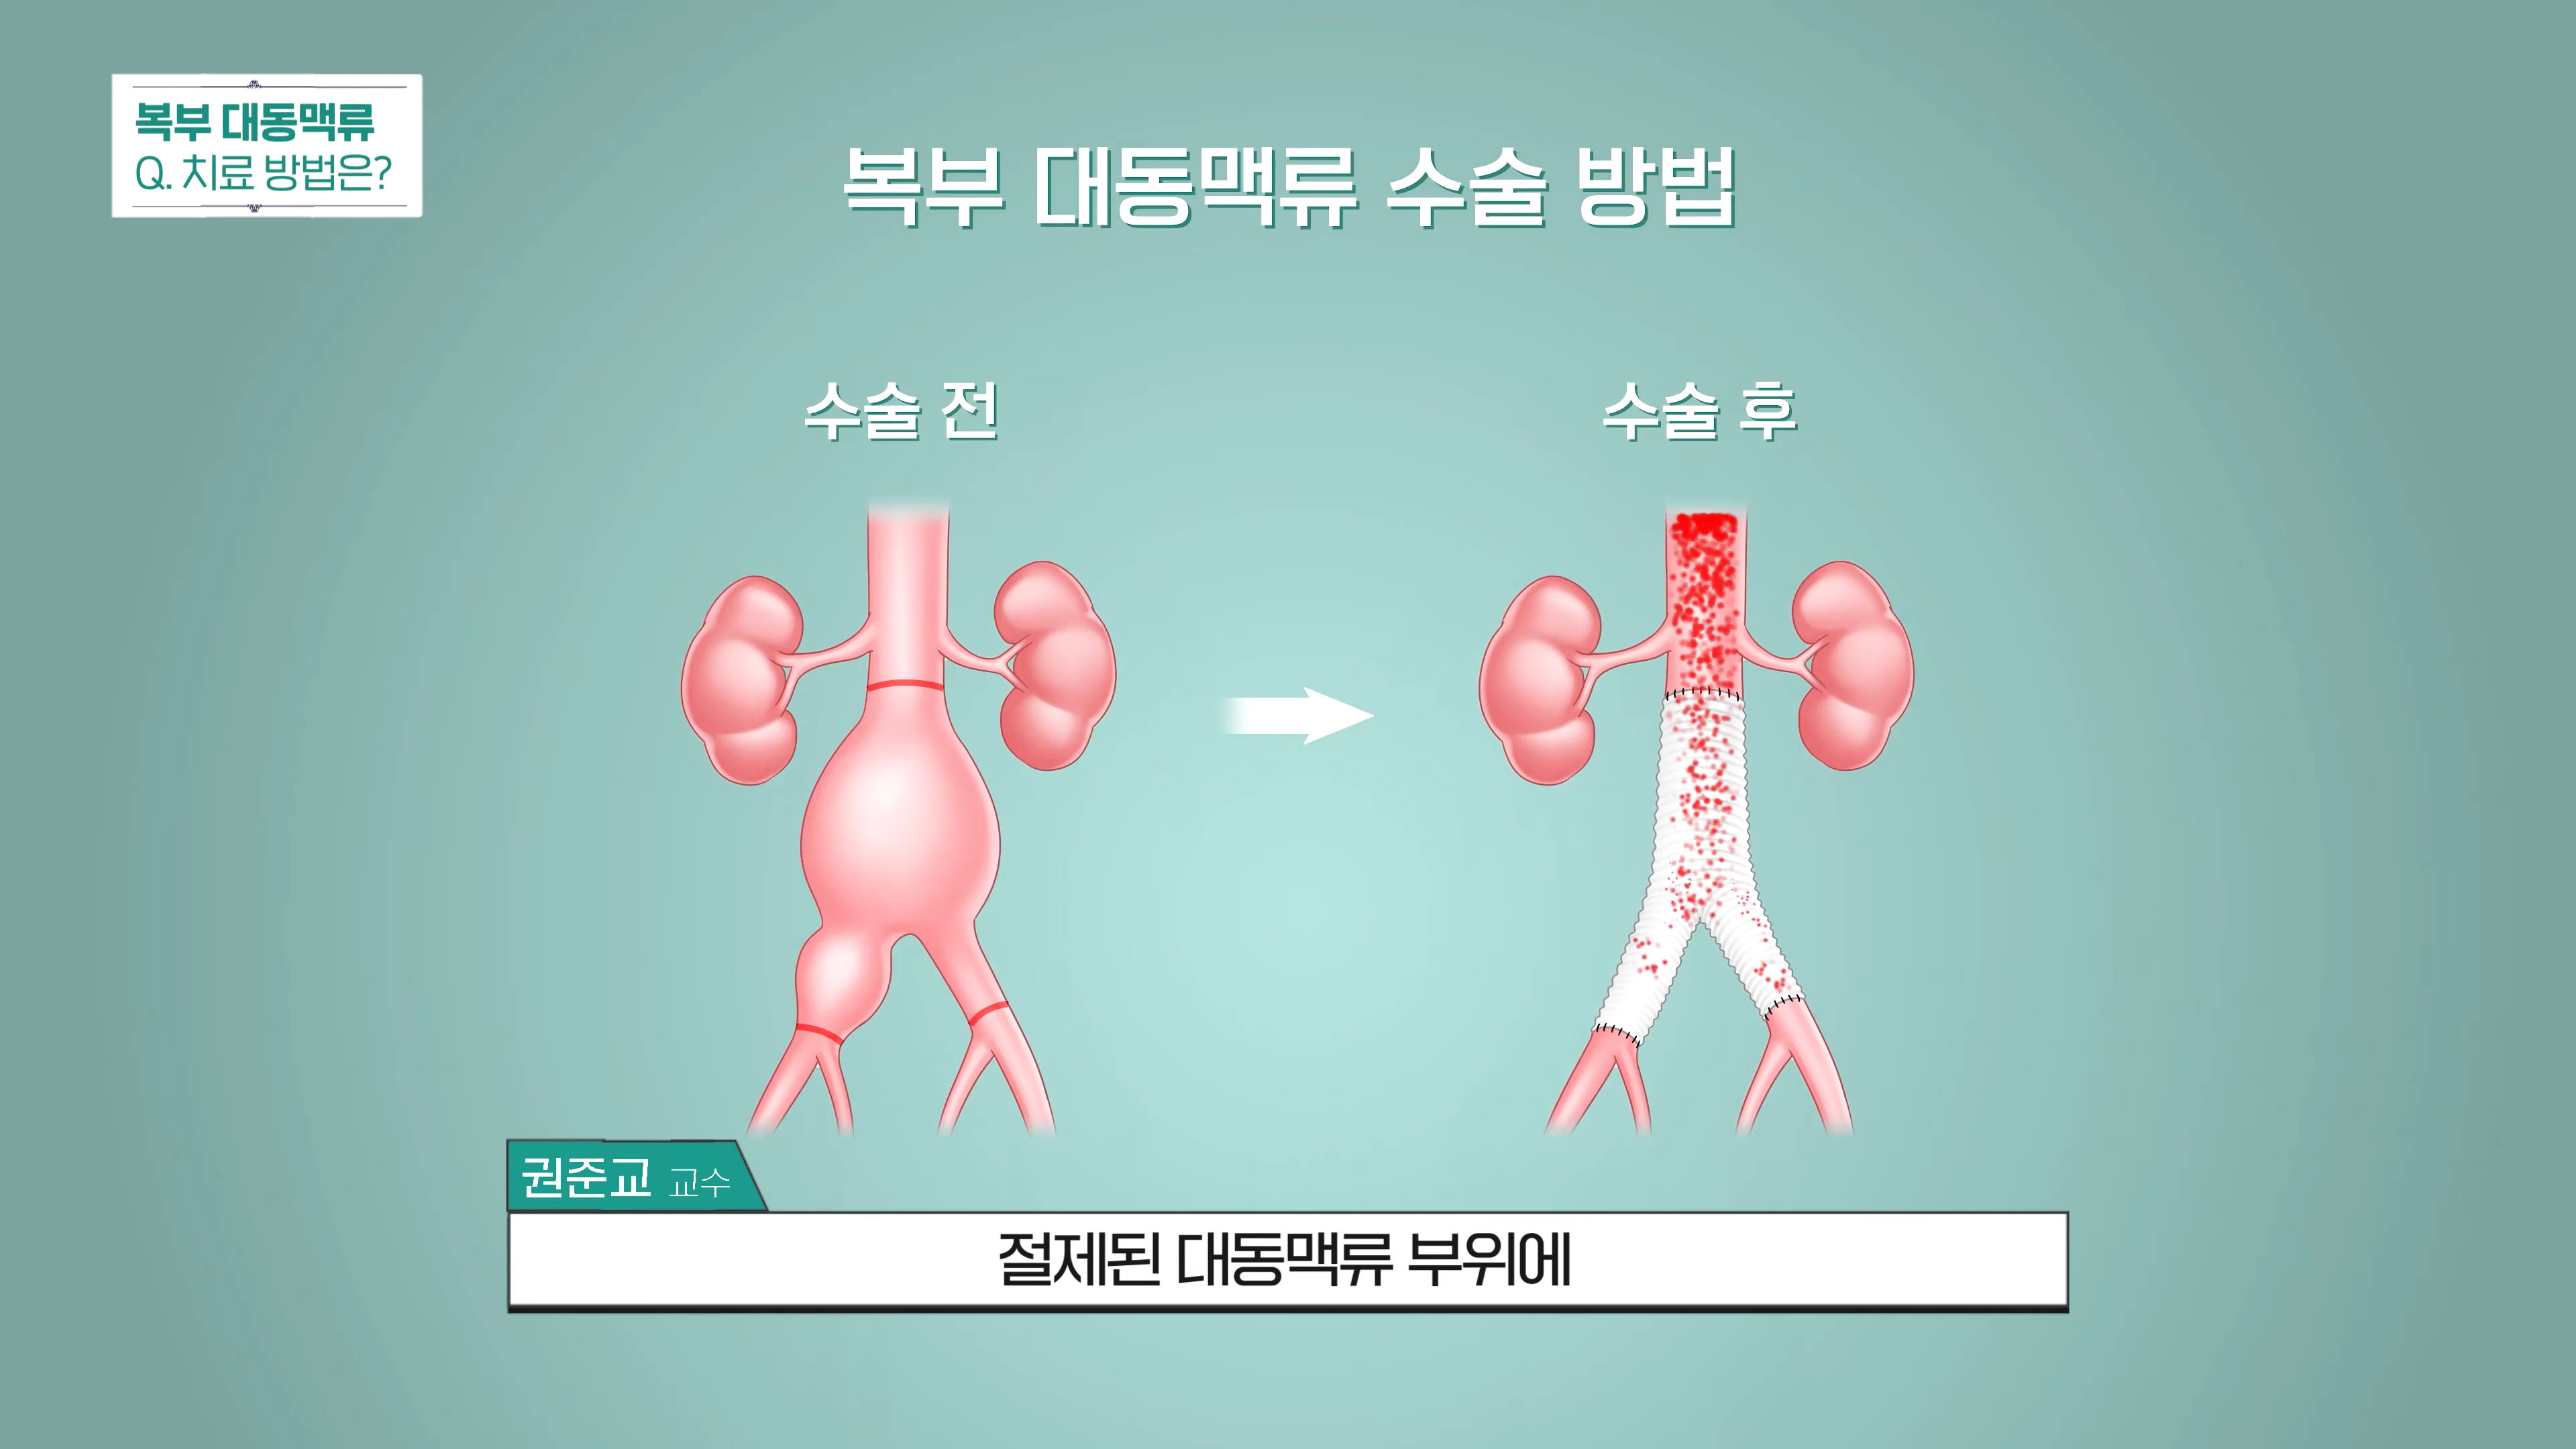 복부 대동맥류
Q. 치료 방법은?
복부 대동맥류 수술 방법
수술 전
수술 후
권준교 교수
절제된 대동맥류 부위에